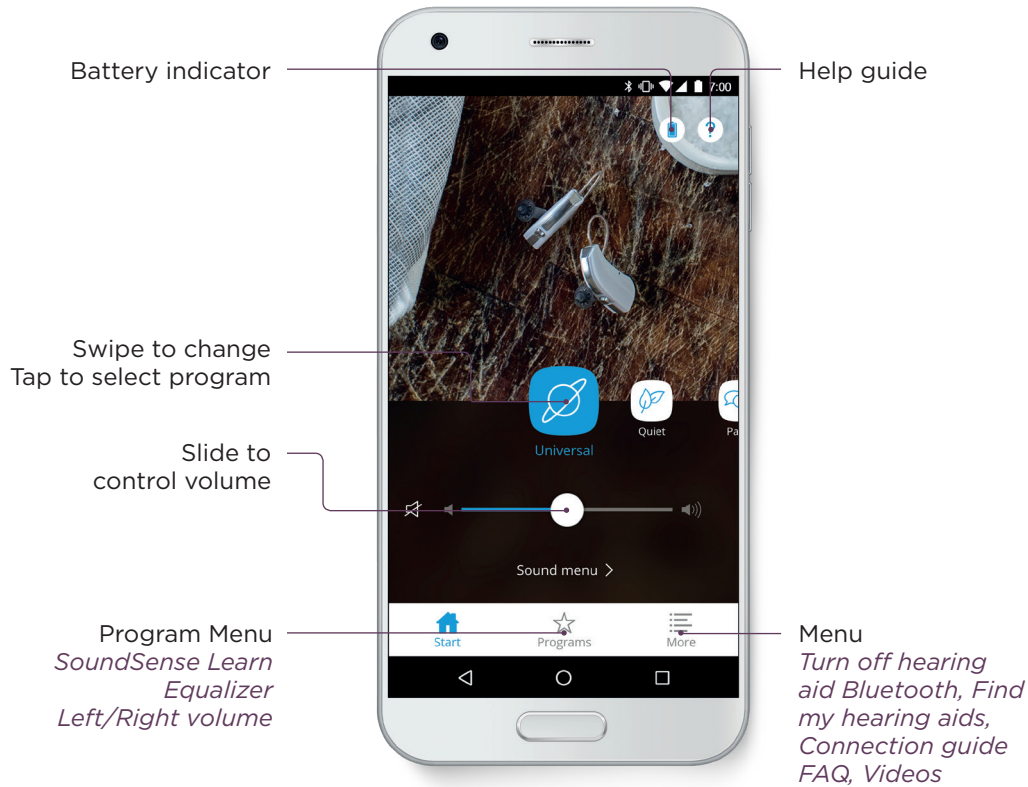 Battery indicator
Help guide
7:00
Swipe to change
Tap to select program
Quiet
Pa
Universal
Slide to
control volume
Sound menu
Start
Programs
More
Program Menu
SoundSense Learn
Equalizer
Left/Right volume
Menu
Turn off hearing
aid Bluetooth, Find
my hearing aids,
Connection guide
FAQ, Videos